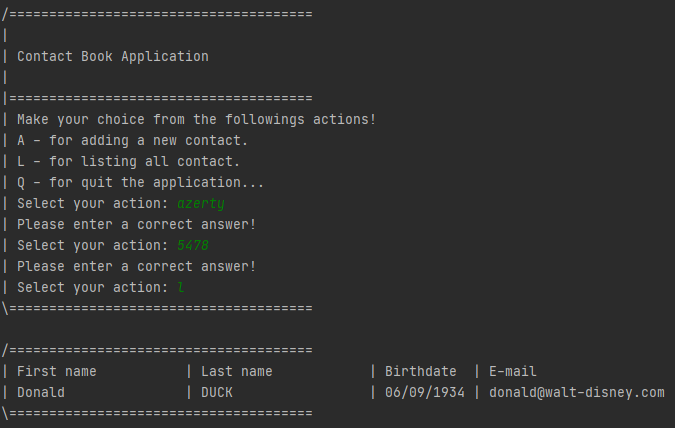 /======================================
|
| Contact Book Application
|
|======================================
| Make your choice from the followings actions!
| A - for adding a new contact.
| L - for listing all contact.
| Q - for quit the application...
| Select your action: azerty
| Please enter a correct answer!
| Select your action: 5478
| Please enter a correct answer!
| Select your action: l
\======================================

/======================================
| First name           | Last name            | Birthdate  | E-mail
| Donald               | DUCK                 | 06/09/1934 | donald@walt-disney.com
\======================================